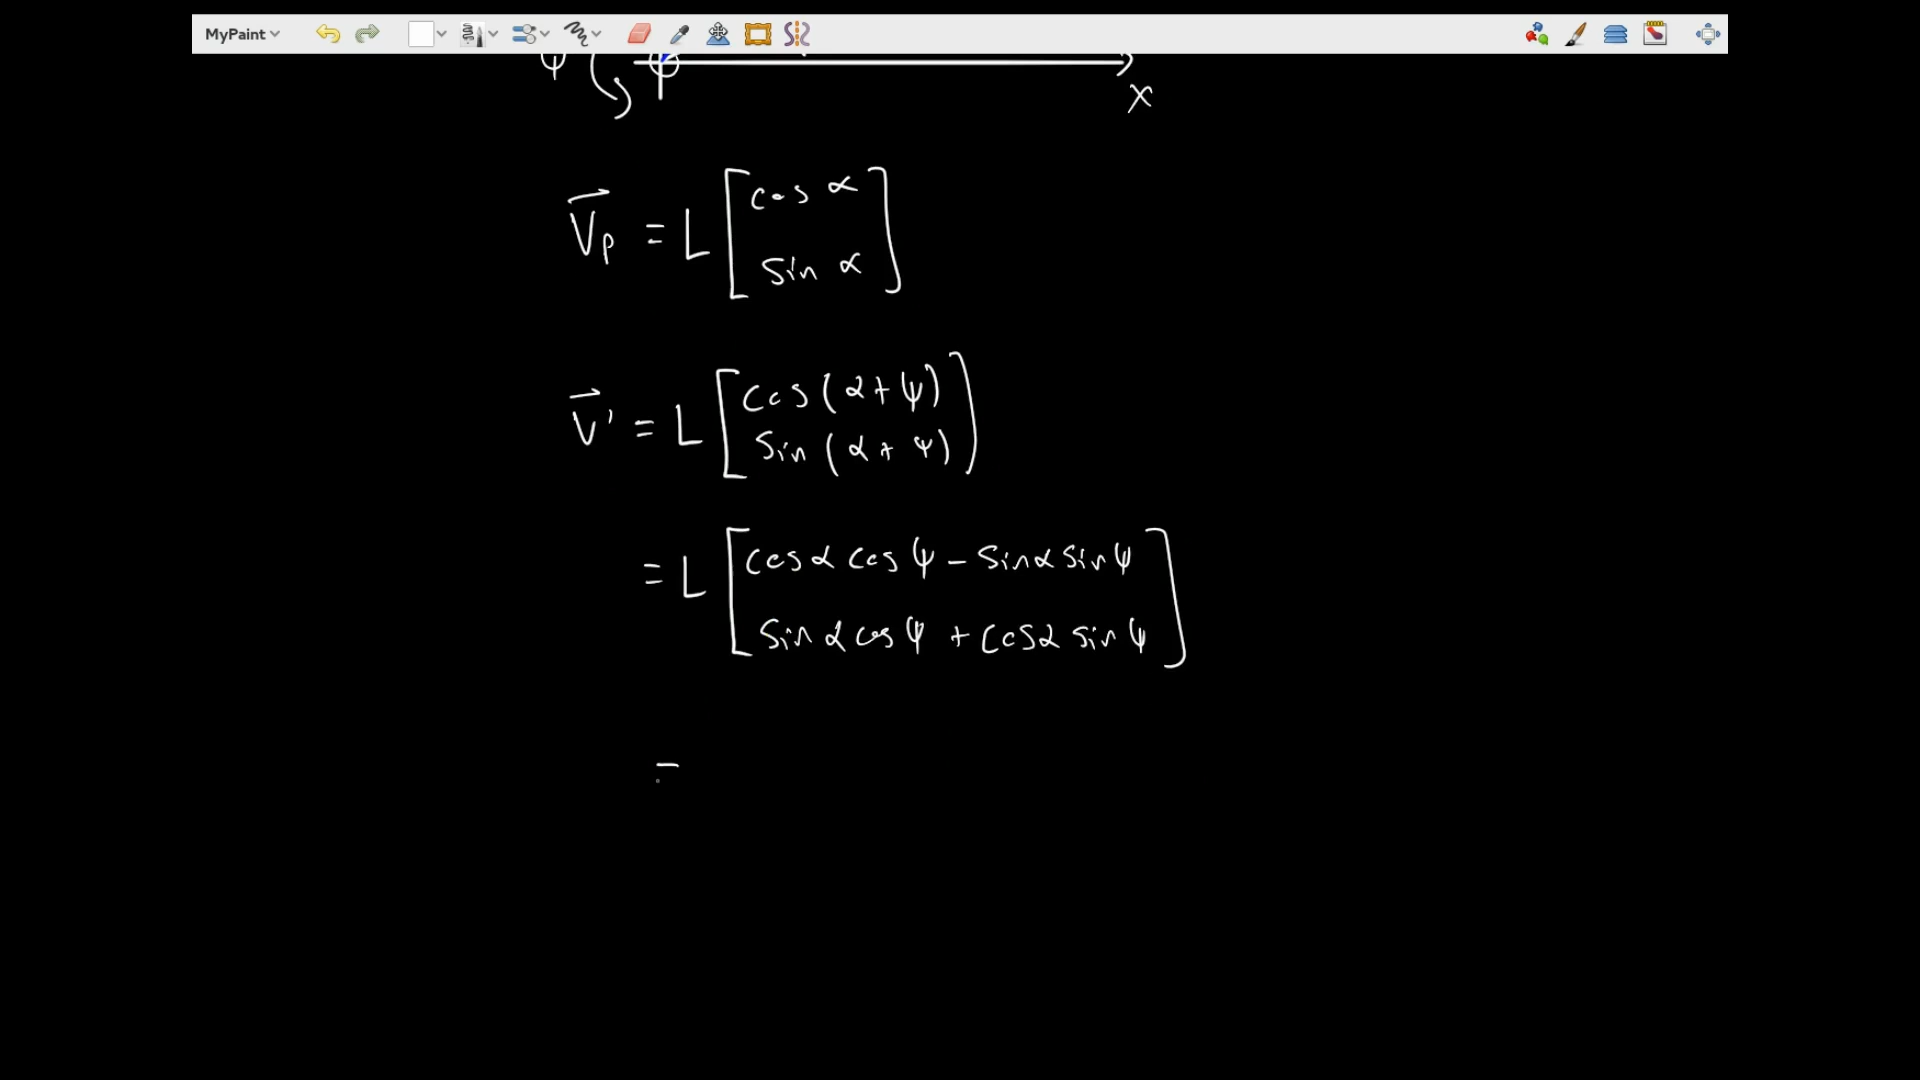 MyPaint
ψ
x
V⃗p = L [ cos α
sin α ]
V⃗' = L [ cos (α + ψ)
sin (α + ψ) ]
= L [ cos α cos ψ - sin α sin ψ
sin α cos ψ + cos α sin ψ ]
=